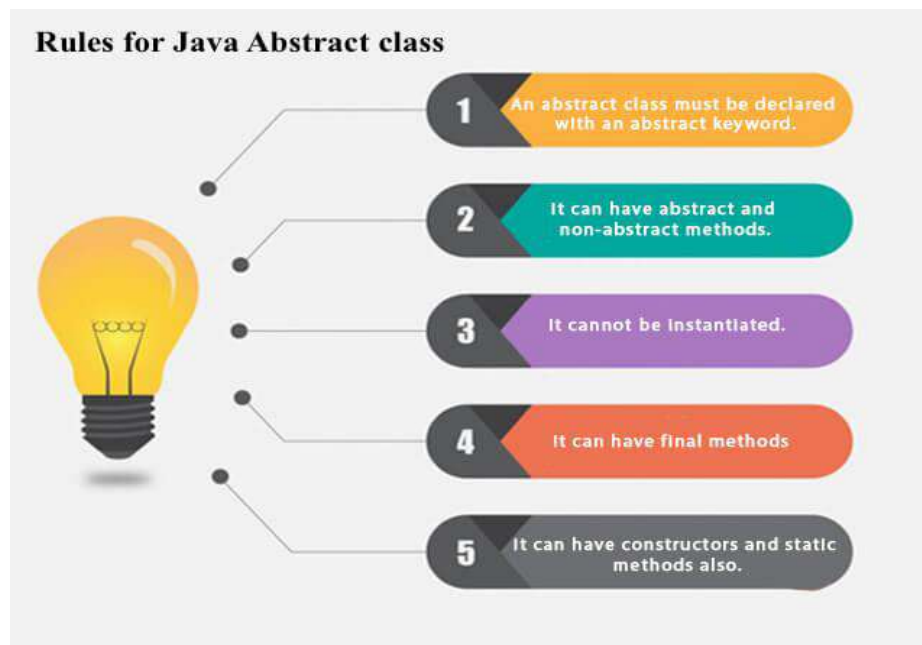 Rules for Java Abstract class
1
An abstract class must be declared
with an abstract keyword.
2
It can have abstract and
non-abstract methods.
3
It cannot be instantiated.
4
It can have final methods
5
It can have constructors and static
methods also.